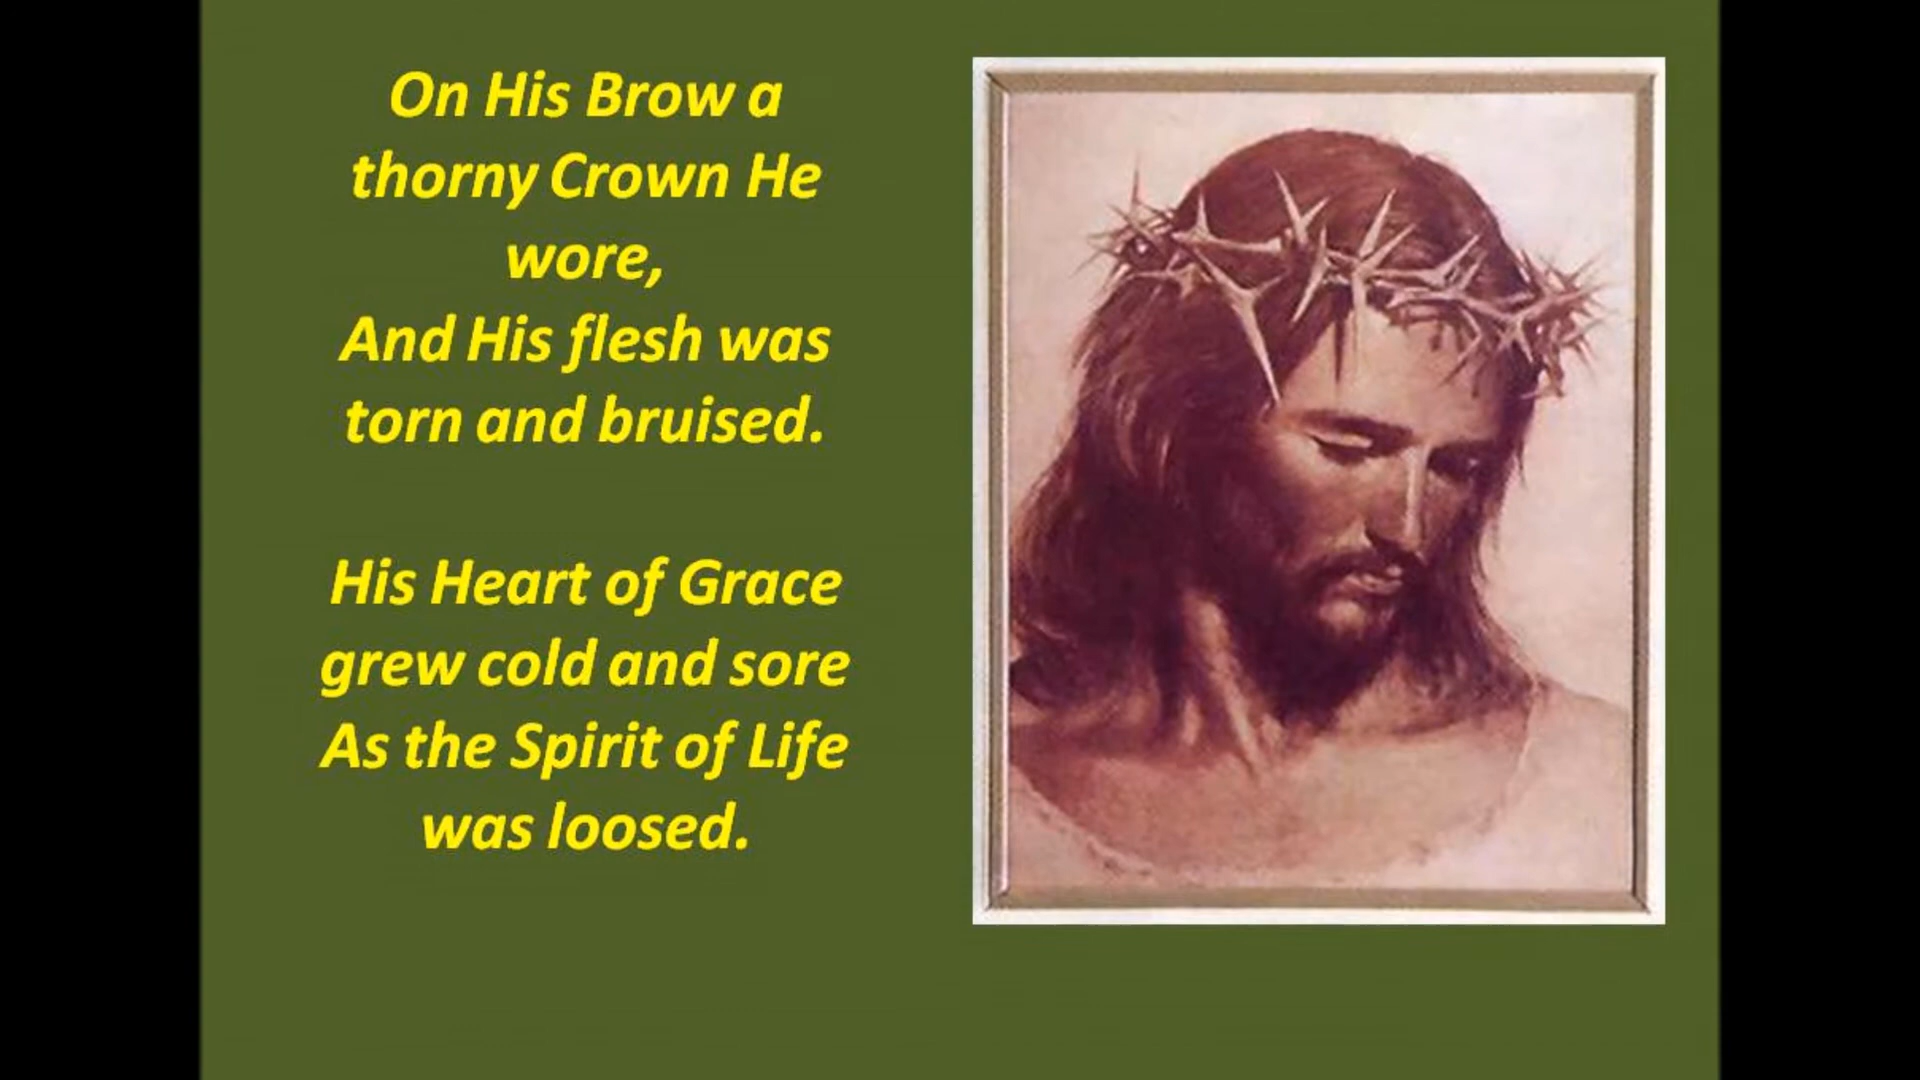 On His Brow a
thorny Crown He
wore,
And His flesh was
torn and bruised.
His Heart of Grace
grew cold and sore
As the Spirit of Life
was loosed.